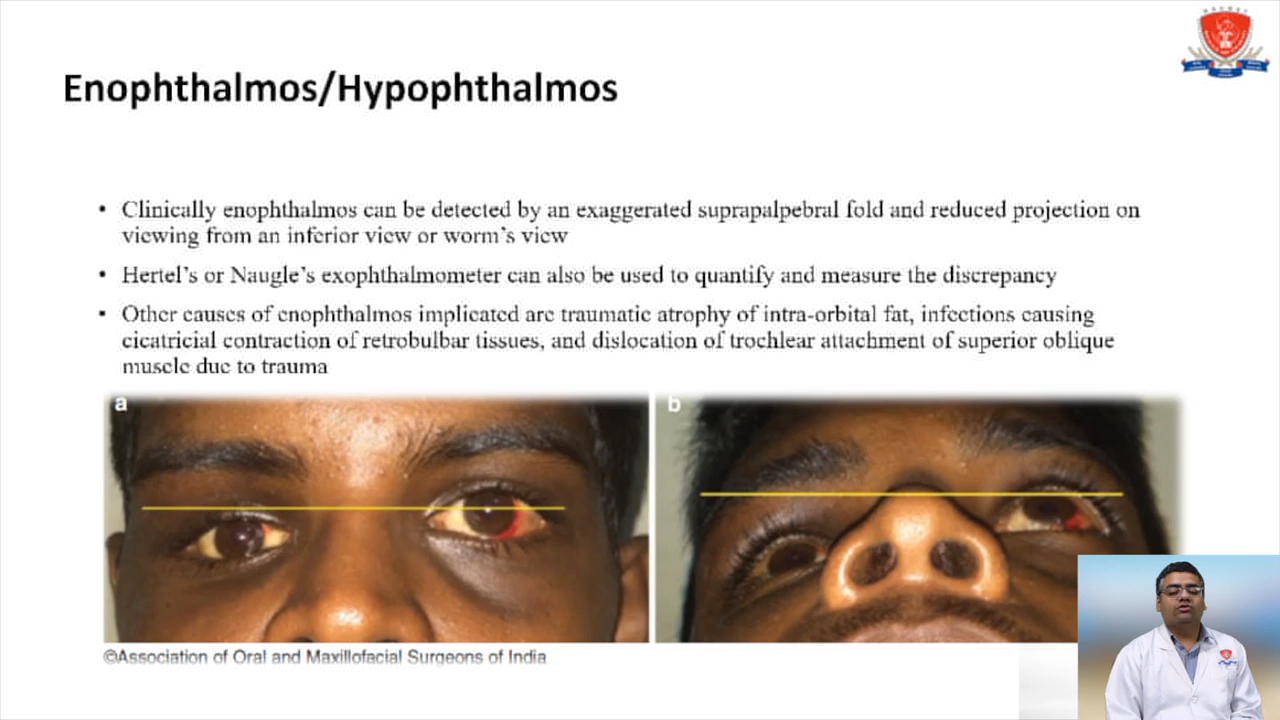 Enophthalmos/Hypophthalmos
• Clinically enophthalmos can be detected by an exaggerated suprapalpebral fold and reduced projection on
viewing from an inferior view or worm's view
• Hertel's or Naugle's exophthalmometer can also be used to quantify and measure the discrepancy
• Other causes of enophthalmos implicated are traumatic atrophy of intra-orbital fat, infections causing
cicatricial contraction of retrobulbar tissues, and dislocation of trochlear attachment of superior oblique
muscle due to trauma
a
b
©Association of Oral and Maxillofacial Surgeons of India